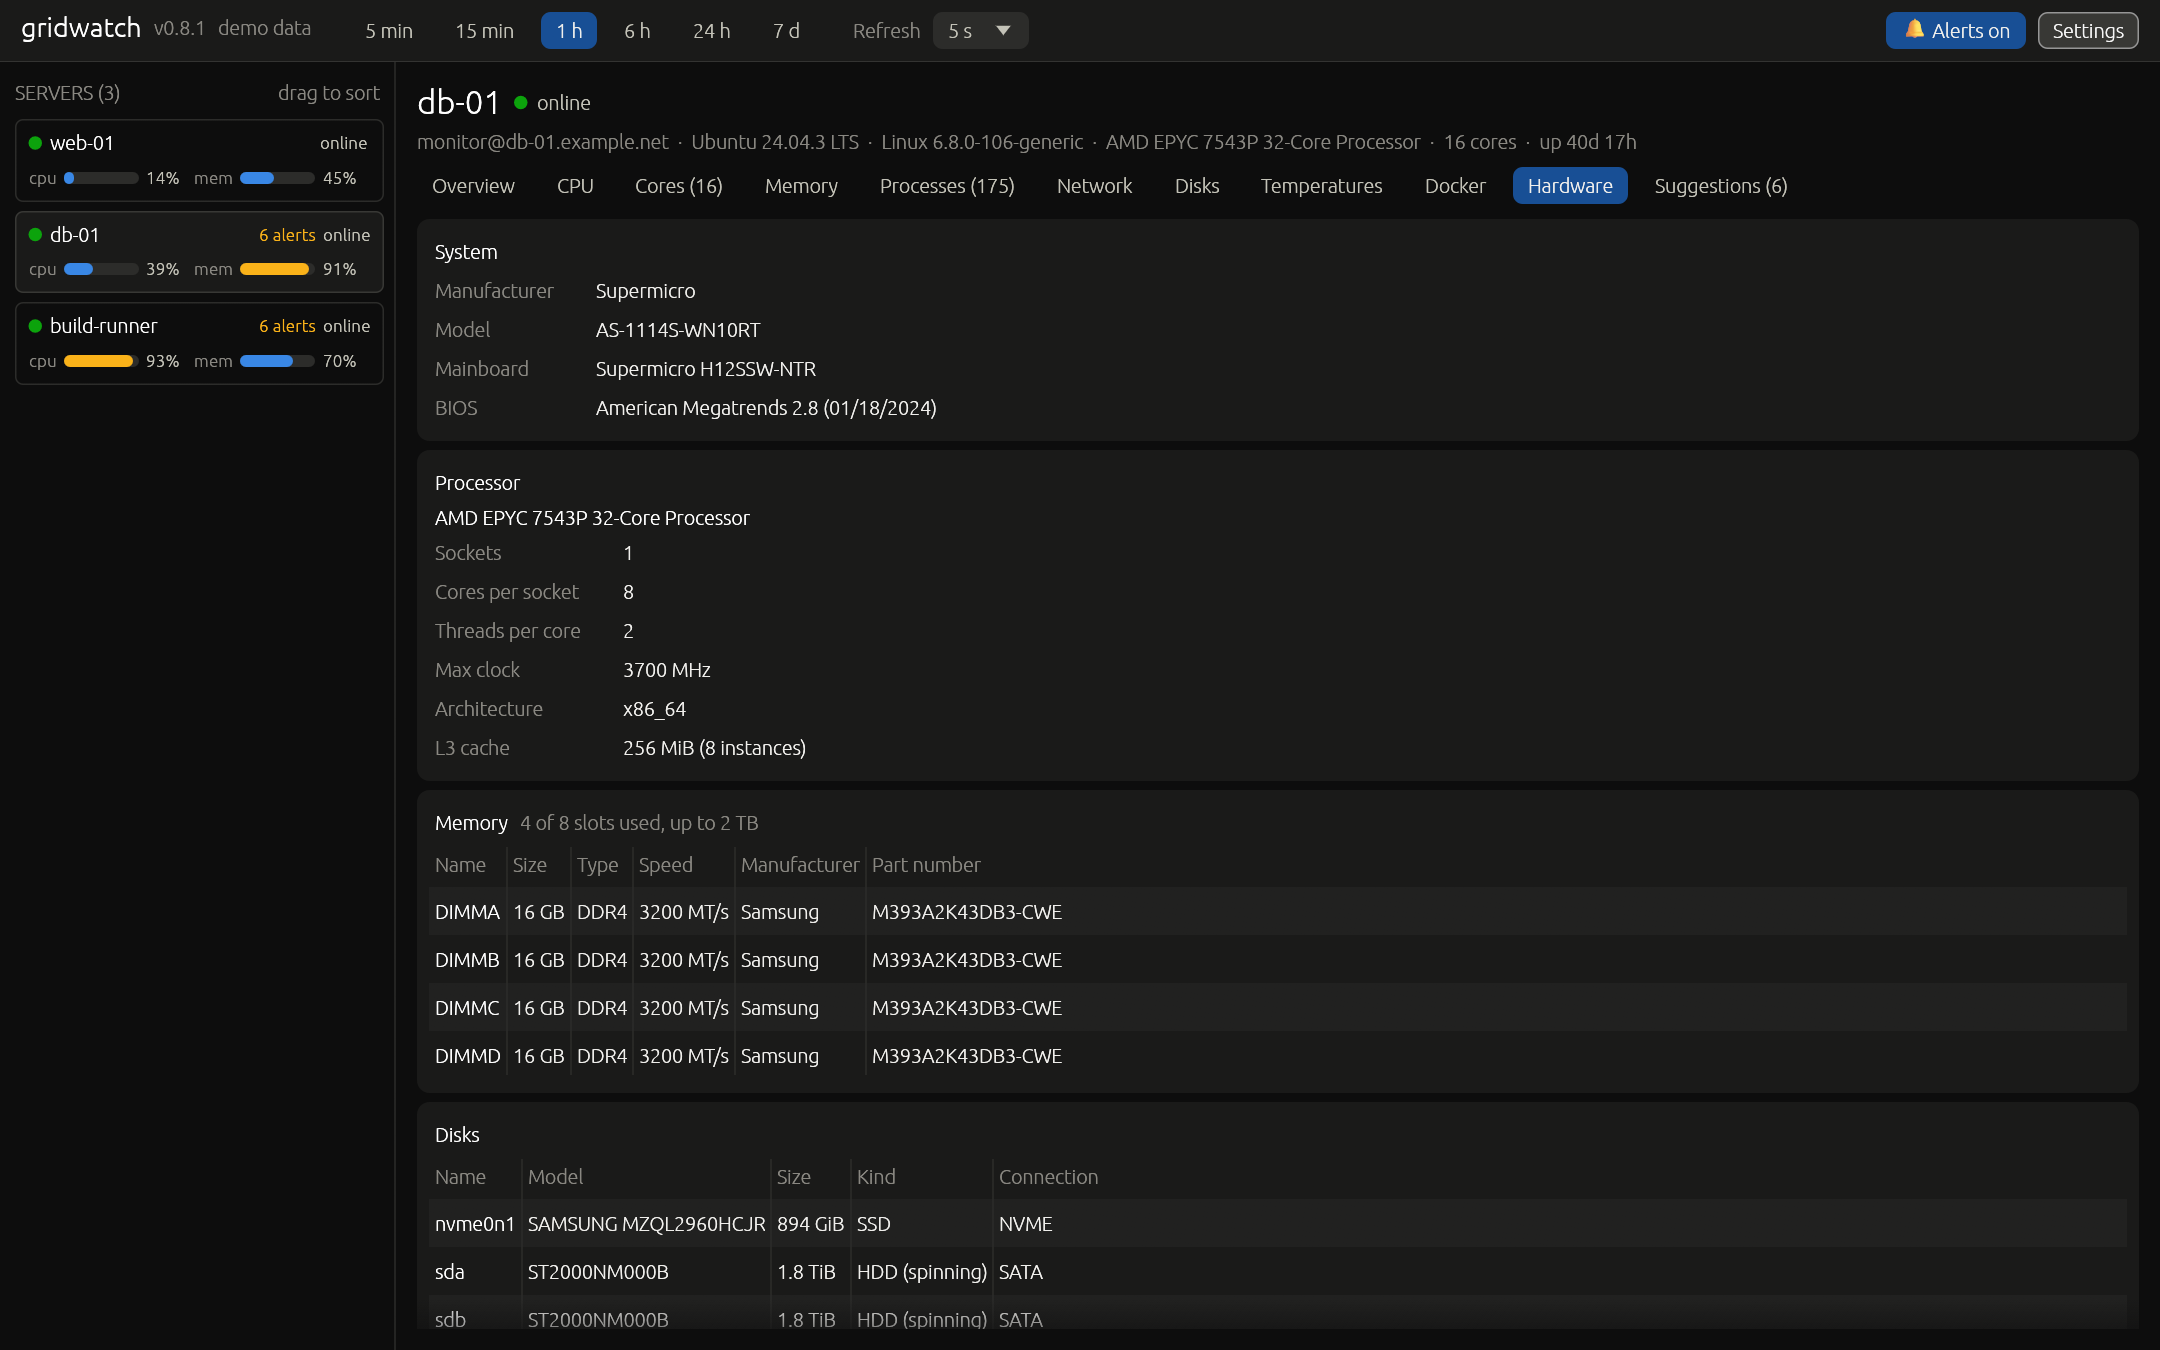 gridwatch v0.8.1 demo data 5 min 15 min 1 h 6 h 24 h 7 d Refresh 5 s Alerts on Settings
SERVERS (3) drag to sort
web-01 online
cpu 14% mem 45%
db-01 6 alerts online
cpu 39% mem 91%
build-runner 6 alerts online
cpu 93% mem 70%
db-01 online
monitor@db-01.example.net · Ubuntu 24.04.3 LTS · Linux 6.8.0-106-generic · AMD EPYC 7543P 32-Core Processor · 16 cores · up 40d 17h
Overview CPU Cores (16) Memory Processes (175) Network Disks Temperatures Docker Hardware Suggestions (6)
System
Manufacturer Supermicro
Model AS-1114S-WN10RT
Mainboard Supermicro H12SSW-NTR
BIOS American Megatrends 2.8 (01/18/2024)
Processor
AMD EPYC 7543P 32-Core Processor
Sockets 1
Cores per socket 8
Threads per core 2
Max clock 3700 MHz
Architecture x86_64
L3 cache 256 MiB (8 instances)
Memory 4 of 8 slots used, up to 2 TB
Name Size Type Speed Manufacturer Part number
DIMMA 16 GB DDR4 3200 MT/s Samsung M393A2K43DB3-CWE
DIMMB 16 GB DDR4 3200 MT/s Samsung M393A2K43DB3-CWE
DIMMC 16 GB DDR4 3200 MT/s Samsung M393A2K43DB3-CWE
DIMMD 16 GB DDR4 3200 MT/s Samsung M393A2K43DB3-CWE
Disks
Name Model Size Kind Connection
nvme0n1 SAMSUNG MZQL2960HCJR 894 GiB SSD NVME
sda ST2000NM000B 1.8 TiB HDD (spinning) SATA
sdb ST2000NM000B 1.8 TiB HDD (spinning) SATA